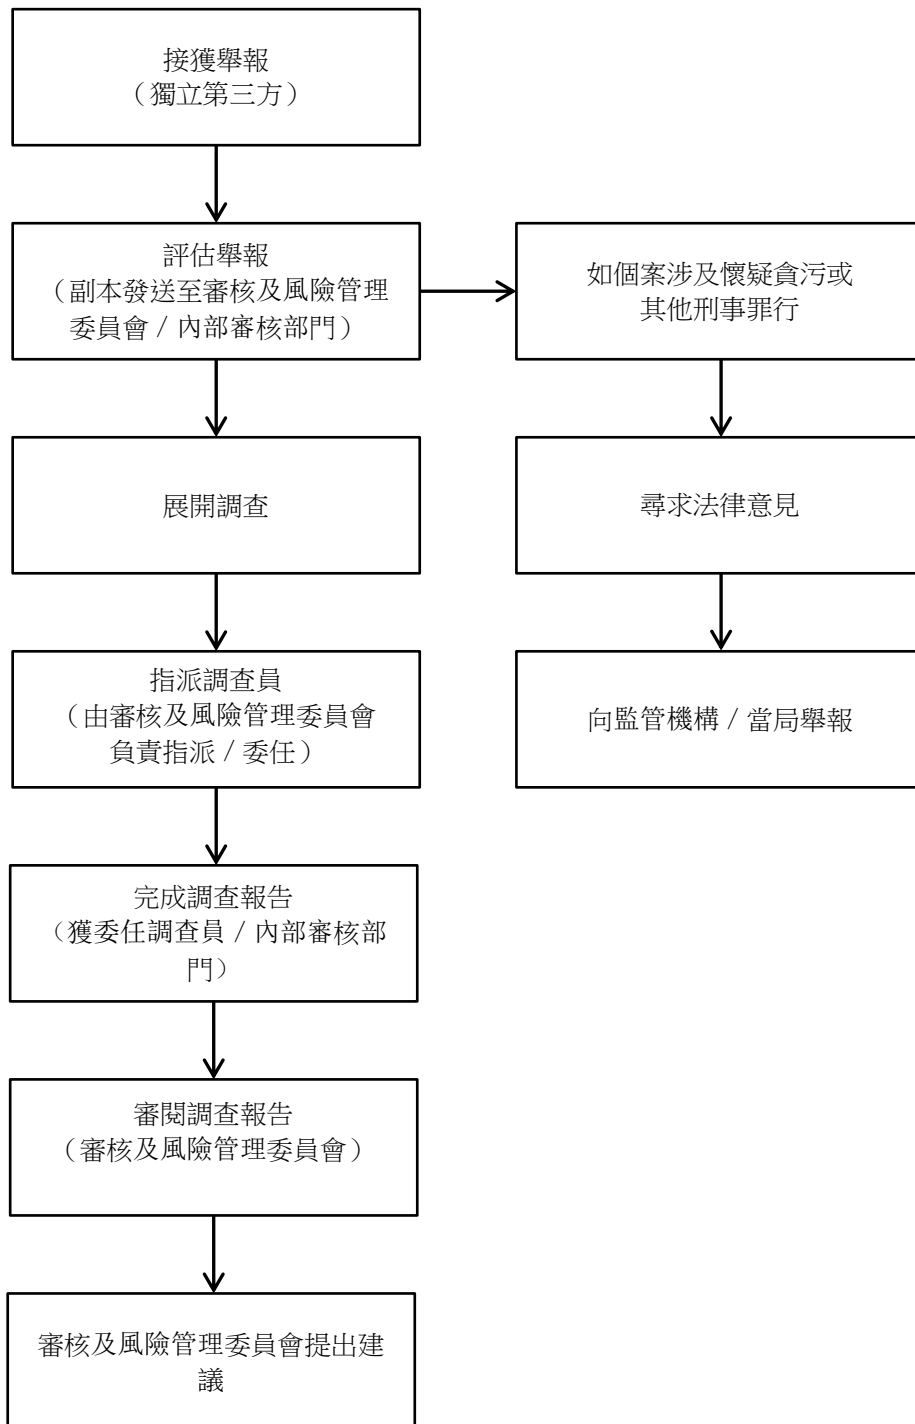 接獲舉報
（獨立第三方）
評估舉報
（副本發送至審核及風險管理
委員會 / 內部審核部門）
如個案涉及懷疑貪污或
其他刑事罪行
展開調查
尋求法律意見
指派調查員
（由審核及風險管理委員會
負責指派 / 委任）
向監管機構 / 當局舉報
完成調查報告
（獲委任調查員 / 內部審核部
門）
審閱調查報告
（審核及風險管理委員會）
審核及風險管理委員會提出建
議